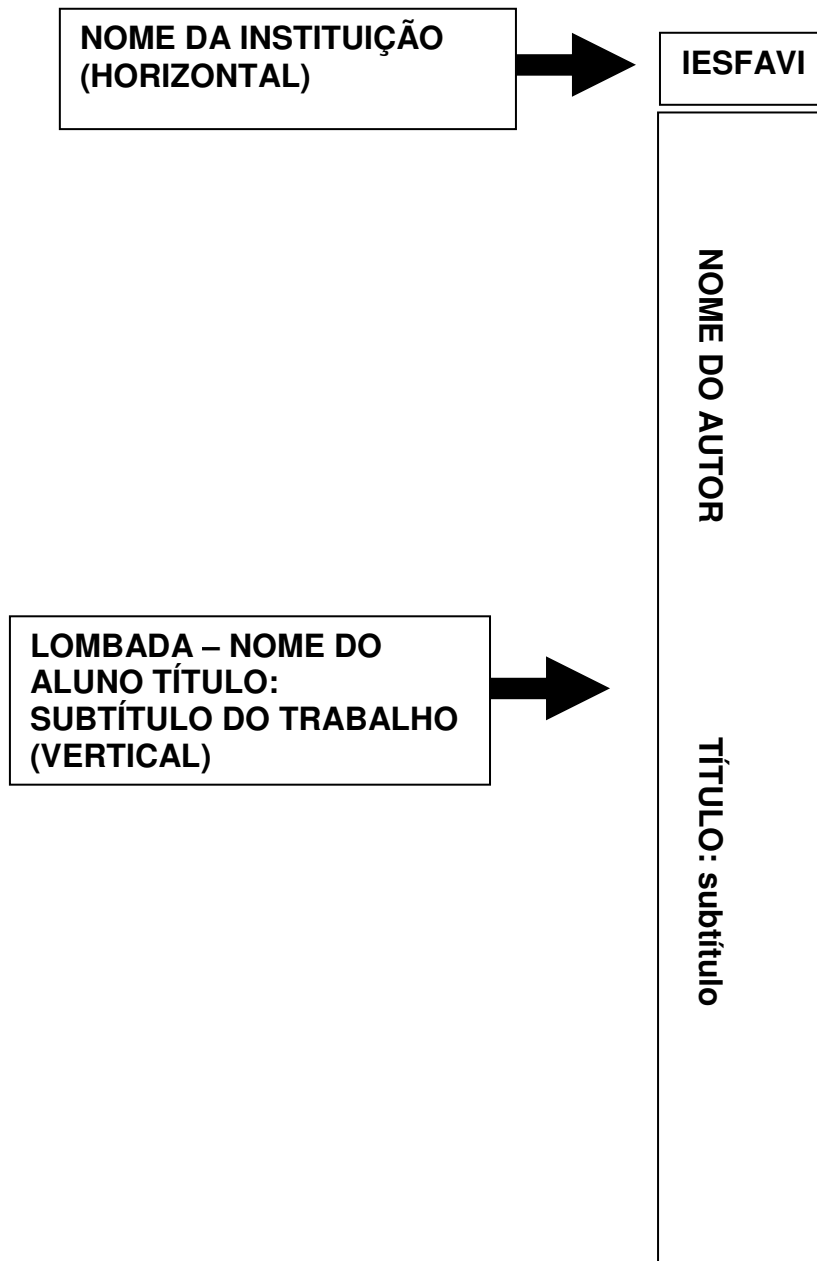 NOME DA INSTITUIÇÃO
(HORIZONTAL)
IESFAVI
NOME DO AUTOR
LOMBADA – NOME DO
ALUNO TÍTULO:
SUBTÍTULO DO TRABALHO
(VERTICAL)
TÍTULO: subtítulo